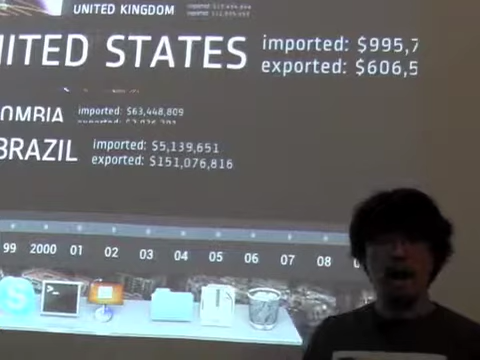 UNITED KINGDOM
NITED STATES
imported: $995,7
exported: $606,5
OMBIA
imported: $63,448,809
BRAZIL
imported: $5,139,651
exported: $151,076,816
99 2000 01 02 03 04 05 06 07 08